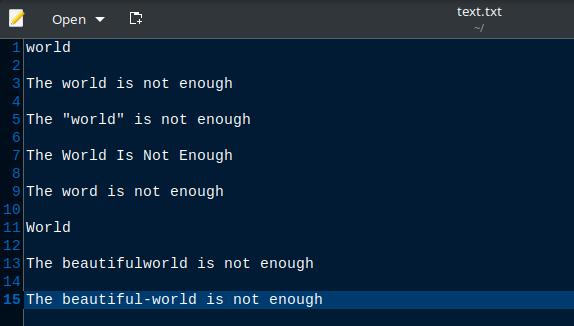 Open
text.txt
~/
1 world
2
3 The world is not enough
4
5 The "world" is not enough
6
7 The World Is Not Enough
8
9 The word is not enough
10
11 World
12
13 The beautifulworld is not enough
14
15 The beautiful-world is not enough